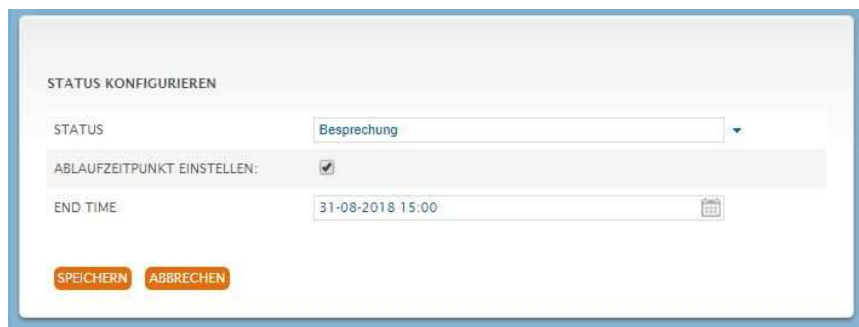 STATUS KONFIGURIEREN
STATUS Besprechung
ABLAUFZEITPUNKT EINSTELLEN:
END TIME 31-08-2018 15:00
SPEICHERN ABBRECHEN